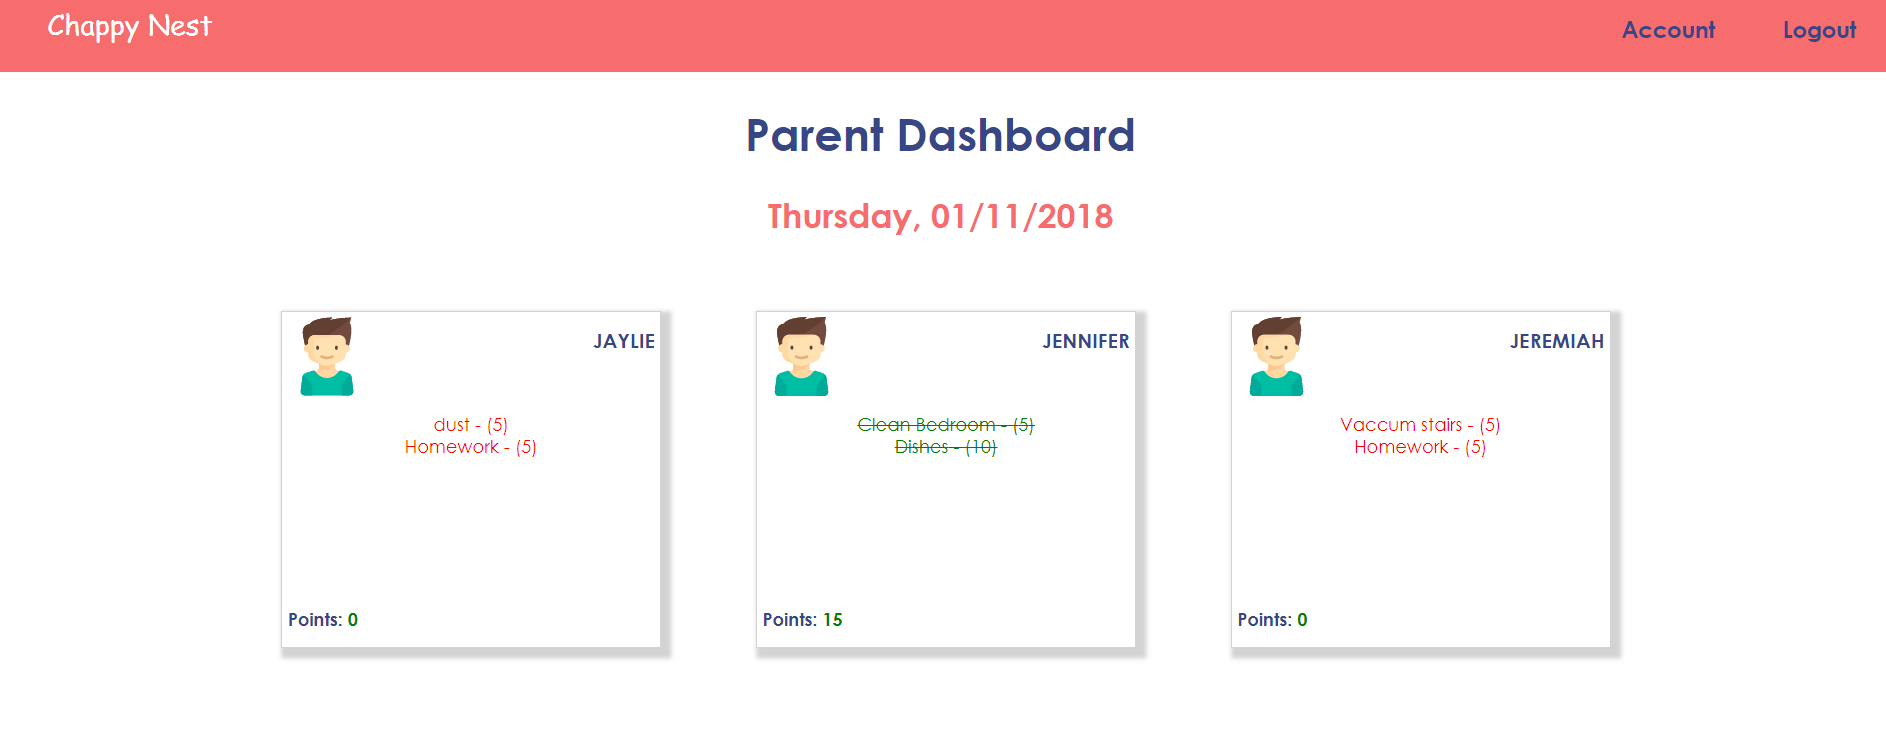 Chappy Nest
Account
Logout
Parent Dashboard
Thursday, 01/11/2018
JAYLIE
dust - (5)
Homework - (5)
Points: 0
JENNIFER
Clean Bedroom - (5)
Dishes - (10)
Points: 15
JEREMIAH
Vaccum stairs - (5)
Homework - (5)
Points: 0